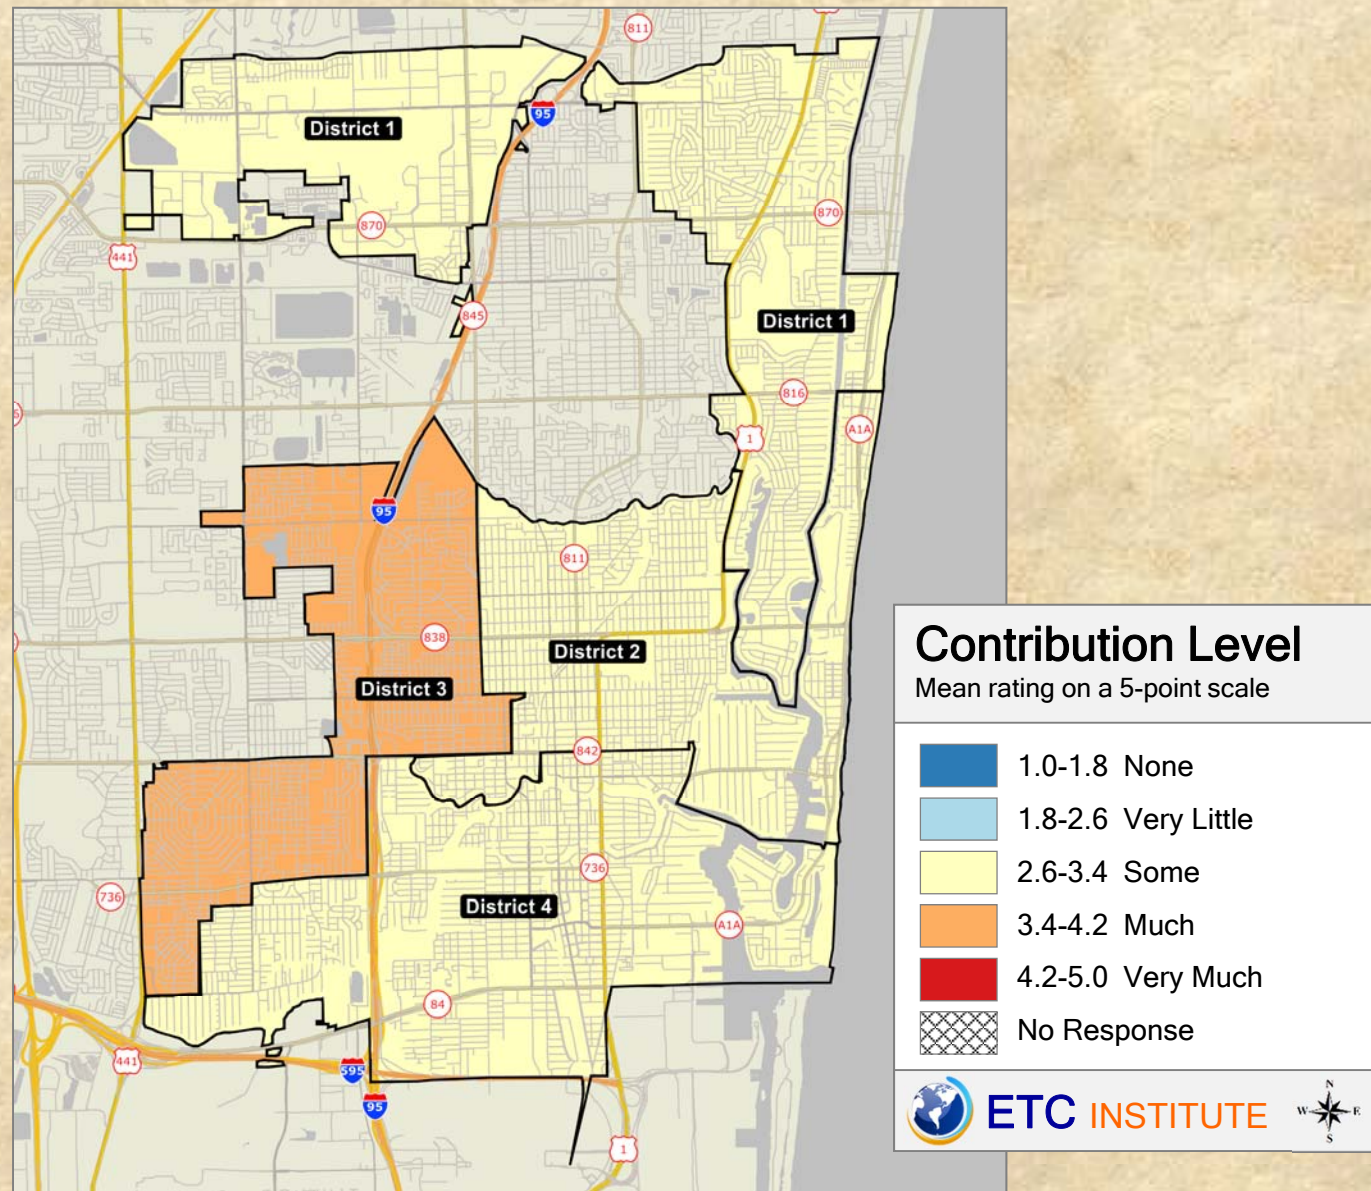 811
95
District 1
870
870
441
845
District 1
816
A1A
1
95
811
838
District 2
District 3
842
736
736
District 4
A1A
84
441
595
95
1
Contribution Level
Mean rating on a 5-point scale
1.0-1.8 None
1.8-2.6 Very Little
2.6-3.4 Some
3.4-4.2 Much
4.2-5.0 Very Much
No Response
ETC INSTITUTE
N
W E
S